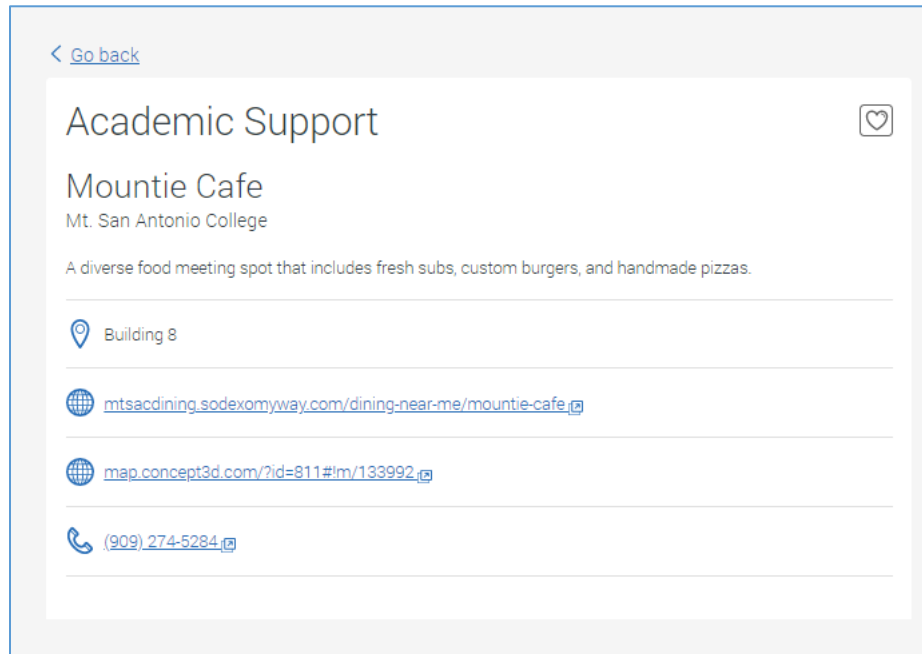 Go back
Academic Support
Mountie Cafe
Mt. San Antonio College
A diverse food meeting spot that includes fresh subs, custom burgers, and handmade pizzas.
Building 8
mtsacdining.sodexomyway.com/dining-near-me/mountie-cafe
map.concept3d.com/?id=811#!m/133992
(909) 274-5284